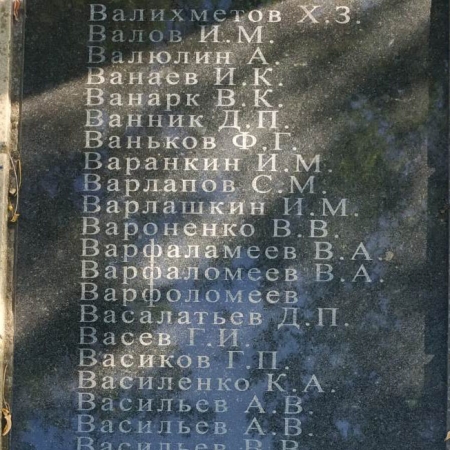 Валихметов Х.З.
Валов И.М.
Валюлин А.
Ванаев И.К.
Ванарк В.К.
Ванник Д.П.
Ваньков Ф.Г.
Варанкин И.М.
Варлапов С.М.
Варлашкин И.М.
Вароненко В.В.
Варфаламеев В.А.
Варфаломеев В.А.
Варфоломеев
Васалатьев Д.П.
Васев Г.И.
Васиков Г.П.
Василенко К.А.
Васильев А.В.
Васильев А.В.
Васильев В.В.